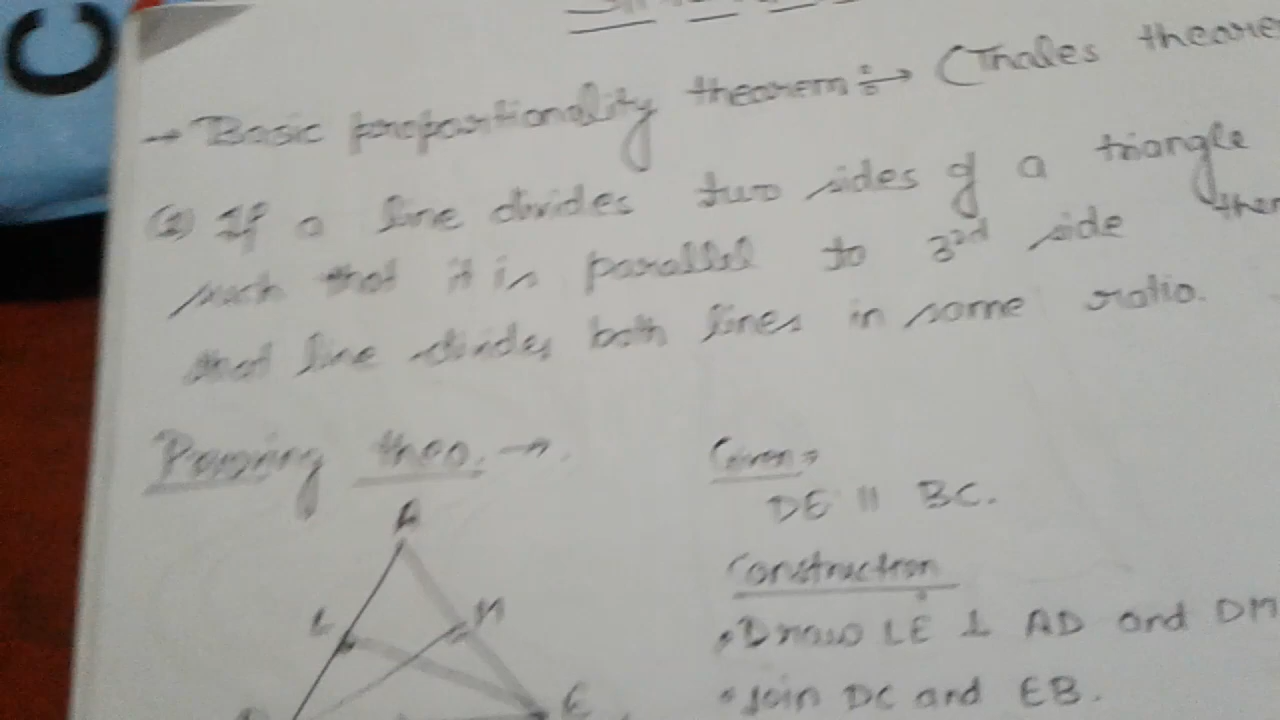 C
→ Basic proportionality theorem ÷→ (Thales theore
(1) If a line divides two sides of a triangle
such that it is parallel to 3rd side then
that line divides both lines in same ratio.
Proving theo. →.
Given →
DE || BC.
Construction
• Draw LE ⊥ AD and DM
• Join DC and EB.
A
L M
E